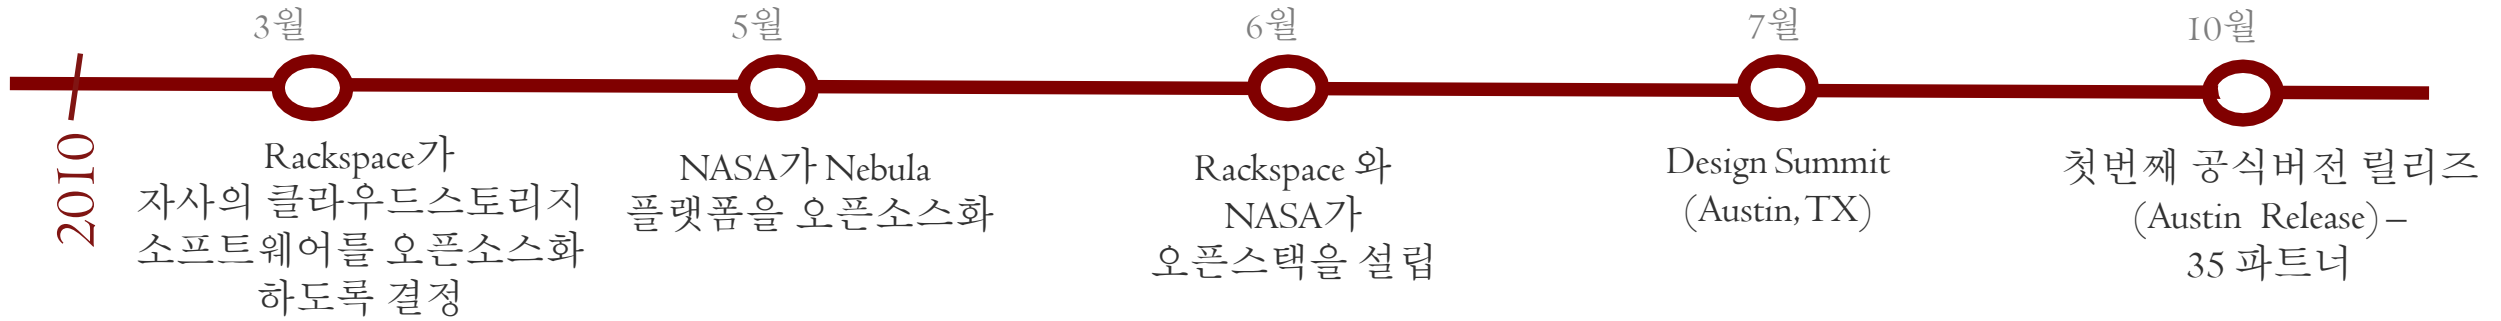 2010
3월
Rackspace가
자사의 클라우드스토리지
소프트웨어를 오픈소스화
하도록 결정
5월
NASA가 Nebula
플랫폼을 오픈소스화
6월
Rackspace 와
NASA가
오픈스택을 설립
7월
Design Summit
(Austin, TX)
10월
첫번째 공식버전 릴리즈
(Austin Release) –
35 파트너